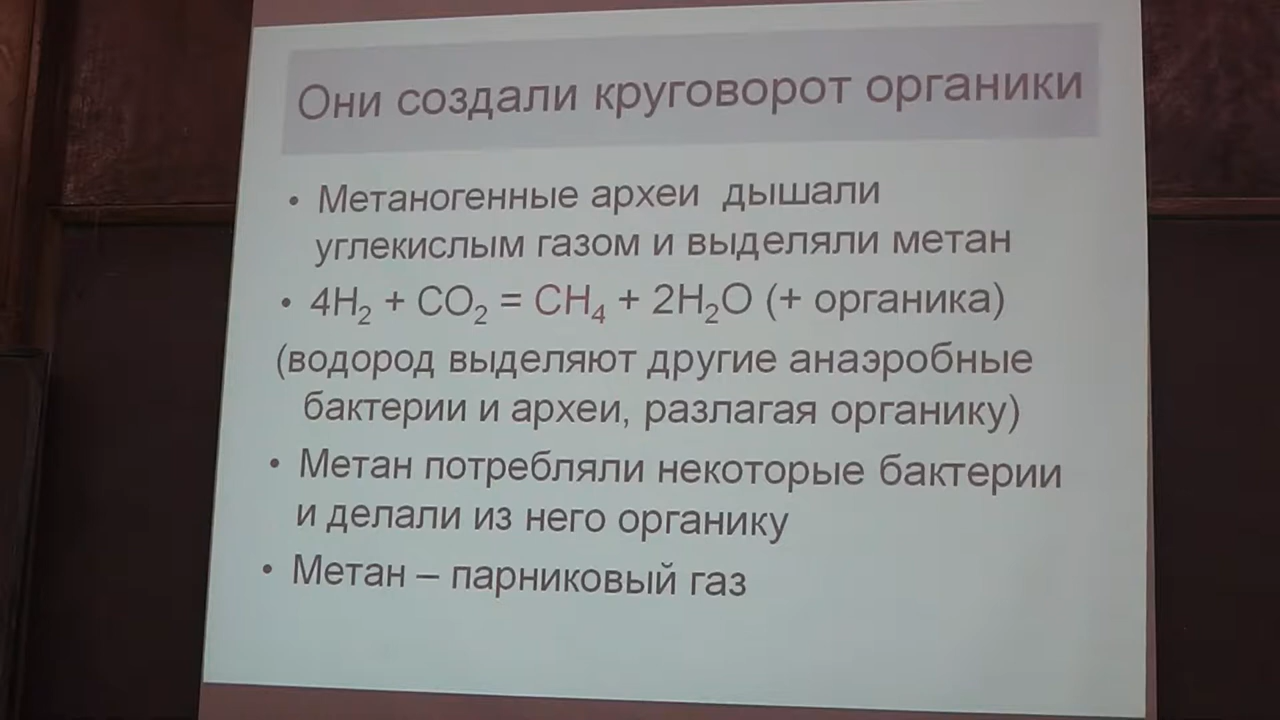 Они создали круговорот органики
• Метаногенные археи дышали
углекислым газом и выделяли метан
• 4H₂ + CO₂ = CH₄ + 2H₂O (+ органика)
(водород выделяют другие анаэробные
бактерии и археи, разлагая органику)
• Метан потребляли некоторые бактерии
и делали из него органику
• Метан – парниковый газ